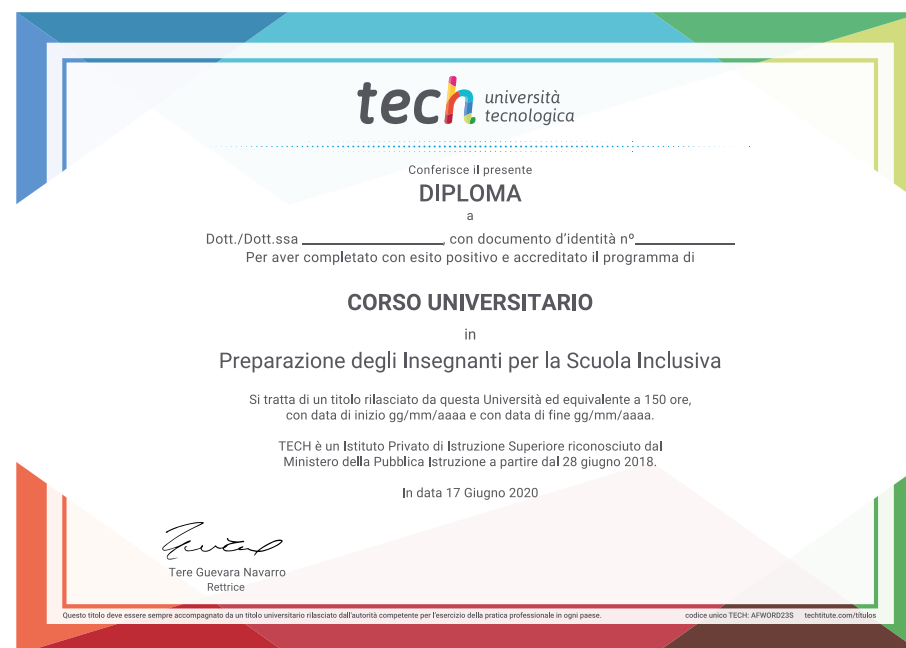 tech università
tecnologica
Conferisce il presente
DIPLOMA
a
Dott./Dott.ssa ____________________, con documento d'identità nº______________
Per aver completato con esito positivo e accreditato il programma di
CORSO UNIVERSITARIO
in
Preparazione degli Insegnanti per la Scuola Inclusiva
Si tratta di un titolo rilasciato da questa Università ed equivalente a 150 ore,
con data di inizio gg/mm/aaaa e con data di fine gg/mm/aaaa.
TECH è un Istituto Privato di Istruzione Superiore riconosciuto dal
Ministero della Pubblica Istruzione a partire dal 28 giugno 2018.
In data 17 Giugno 2020
Tere Guevara Navarro
Rettrice
Questo titolo deve essere sempre accompagnato da un titolo universitario rilasciato dall'autorità competente per l'esercizio della pratica professionale in ogni paese. codice unico TECH: AFWORD23S techtitute.com/titulos